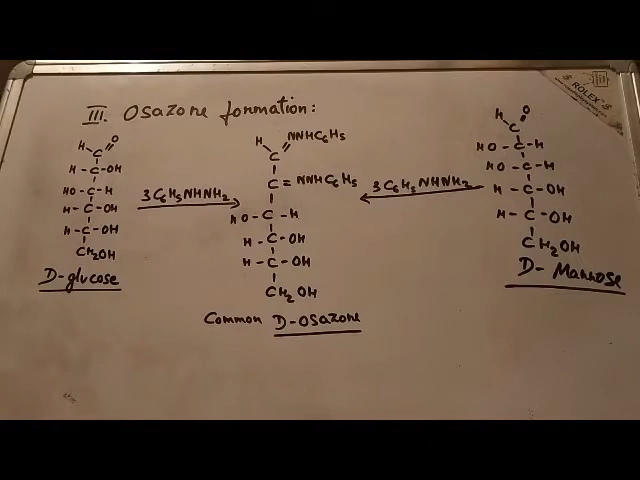 III. Osazone formation:
H O
C
H-C-OH
HO-C-H
H-C-OH
H-C-OH
CH2OH
D-glucose
3C6H5NHNH2
H NNHC6H5
C
C=NNHC6H5
HO-C-H
H-C-OH
H-C-OH
CH2OH
Common D-osazone
3C6H5NHNH2
H O
C
HO-C-H
HO-C-H
H-C-OH
H-C-OH
CH2OH
D-Mannose
ROLEX